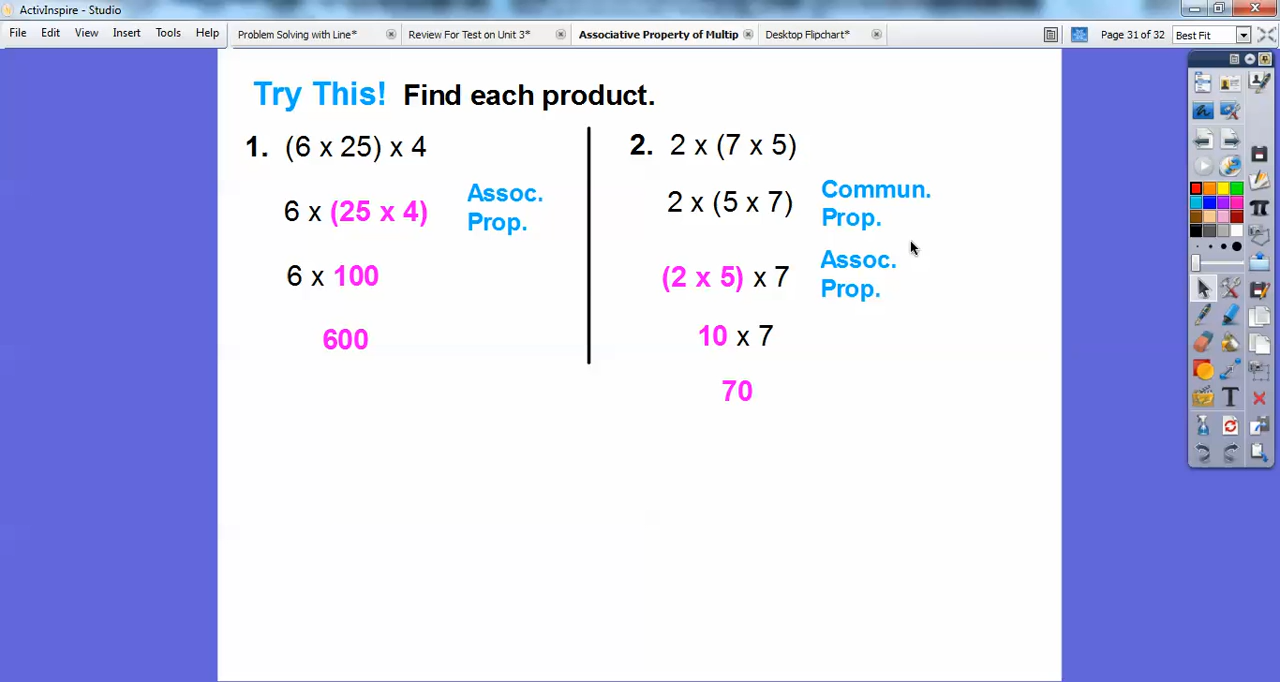 ActivInspire - Studio
File Edit View Insert Tools Help
Problem Solving with Line* Review For Test on Unit 3* Associative Property of Multip Desktop Flipchart* Page 31 of 32 Best Fit
Try This! Find each product.
1. (6 x 25) x 4
6 x (25 x 4) Assoc.
Prop.
6 x 100
600
2. 2 x (7 x 5)
2 x (5 x 7) Commun.
Prop.
(2 x 5) x 7 Assoc.
Prop.
10 x 7
70